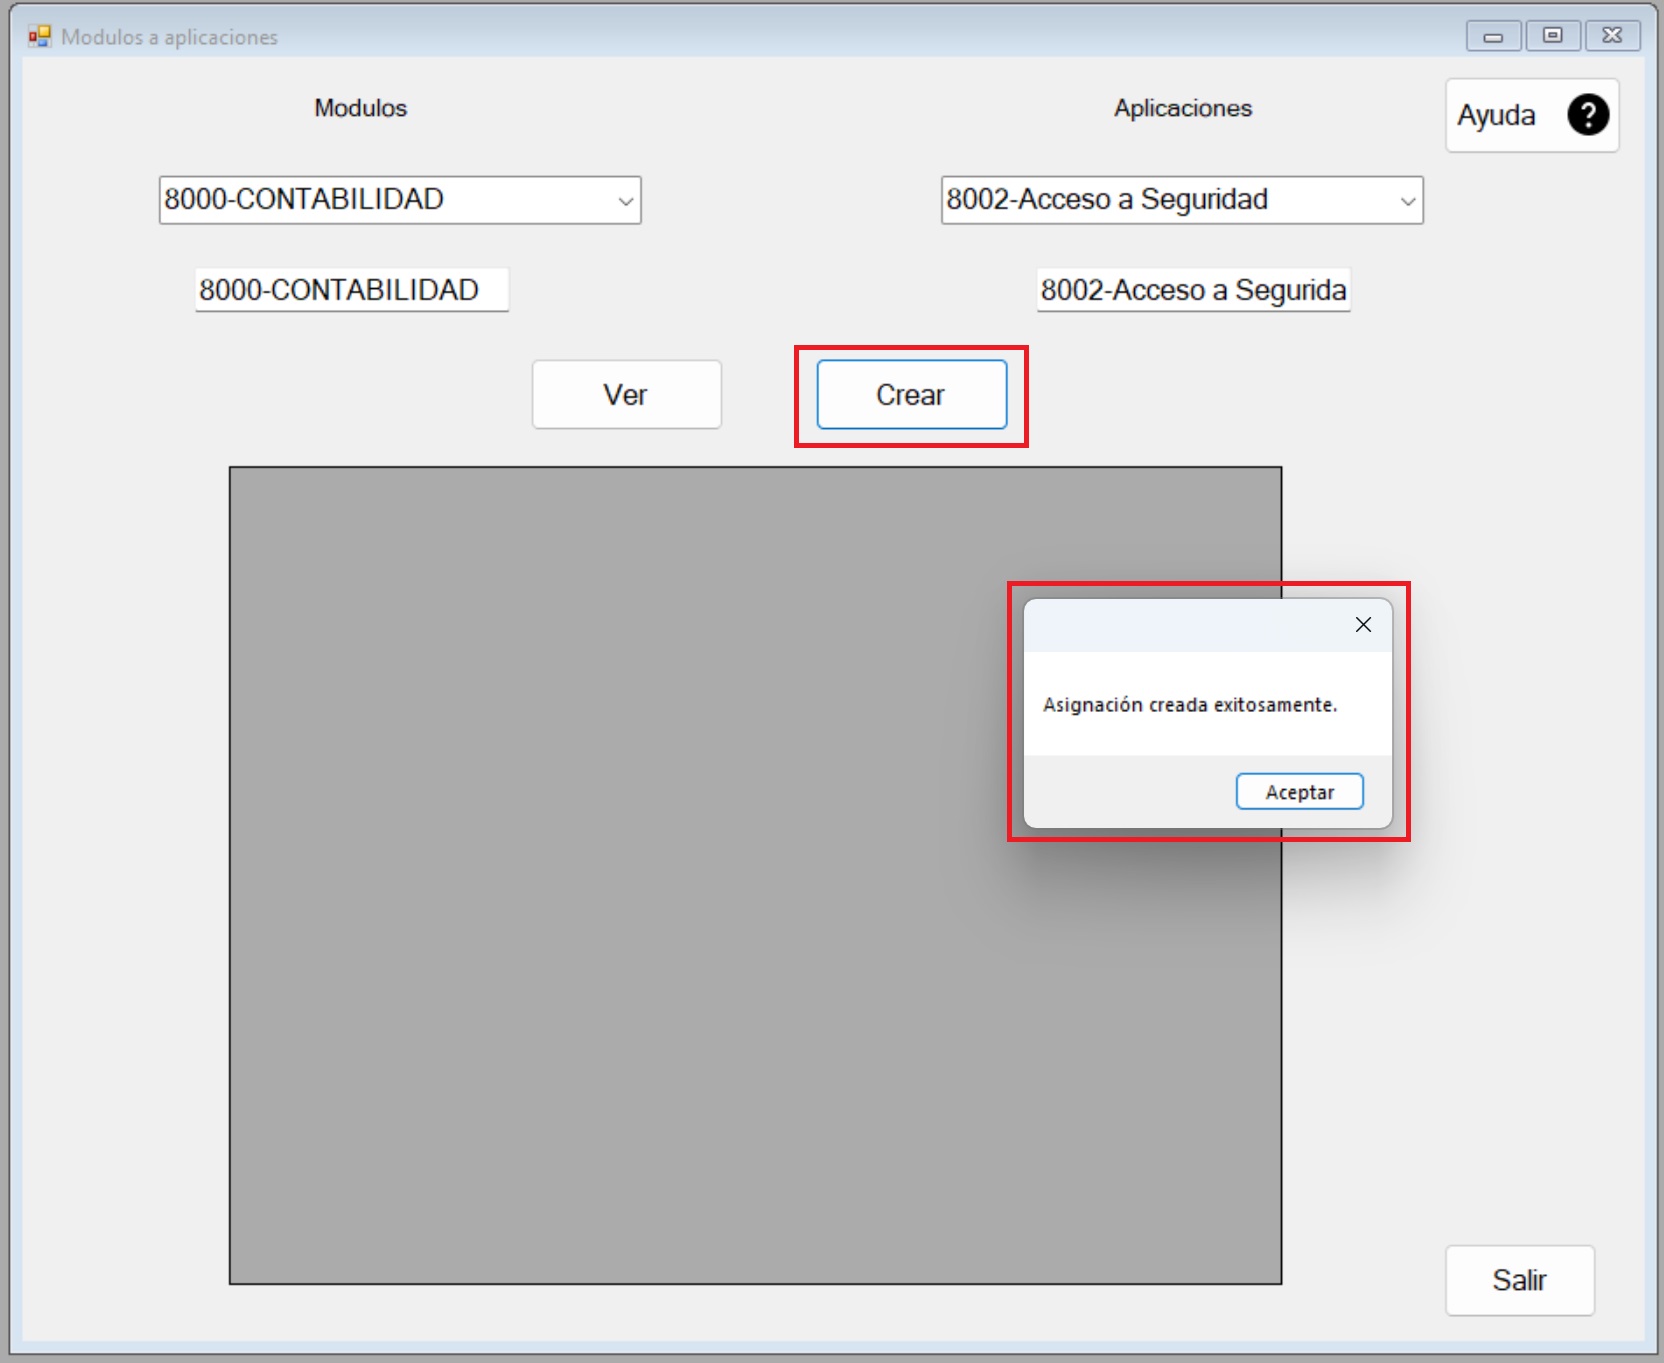 Modulos a aplicaciones
Modulos
Aplicaciones
Ayuda
8000-CONTABILIDAD
8002-Acceso a Seguridad
8000-CONTABILIDAD
8002-Acceso a Segurida
Ver
Crear
Asignación creada exitosamente.
Aceptar
Salir